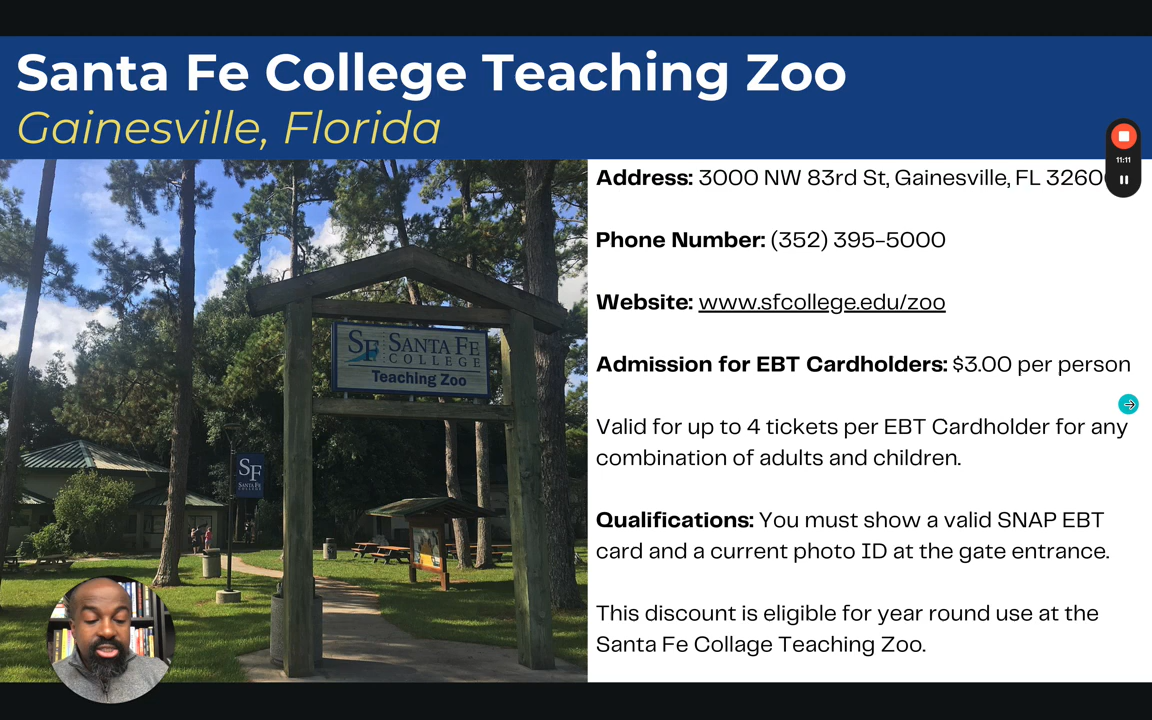 Santa Fe College Teaching Zoo
Gainesville, Florida
SF SANTA FE
COLLEGE
Teaching Zoo
SF
SANTA FE
Address: 3000 NW 83rd St, Gainesville, FL 3260
Phone Number: (352) 395-5000
Website: www.sfcollege.edu/zoo
Admission for EBT Cardholders: $3.00 per person
Valid for up to 4 tickets per EBT Cardholder for any
combination of adults and children.
Qualifications: You must show a valid SNAP EBT
card and a current photo ID at the gate entrance.
This discount is eligible for year round use at the
Santa Fe Collage Teaching Zoo.
11:11